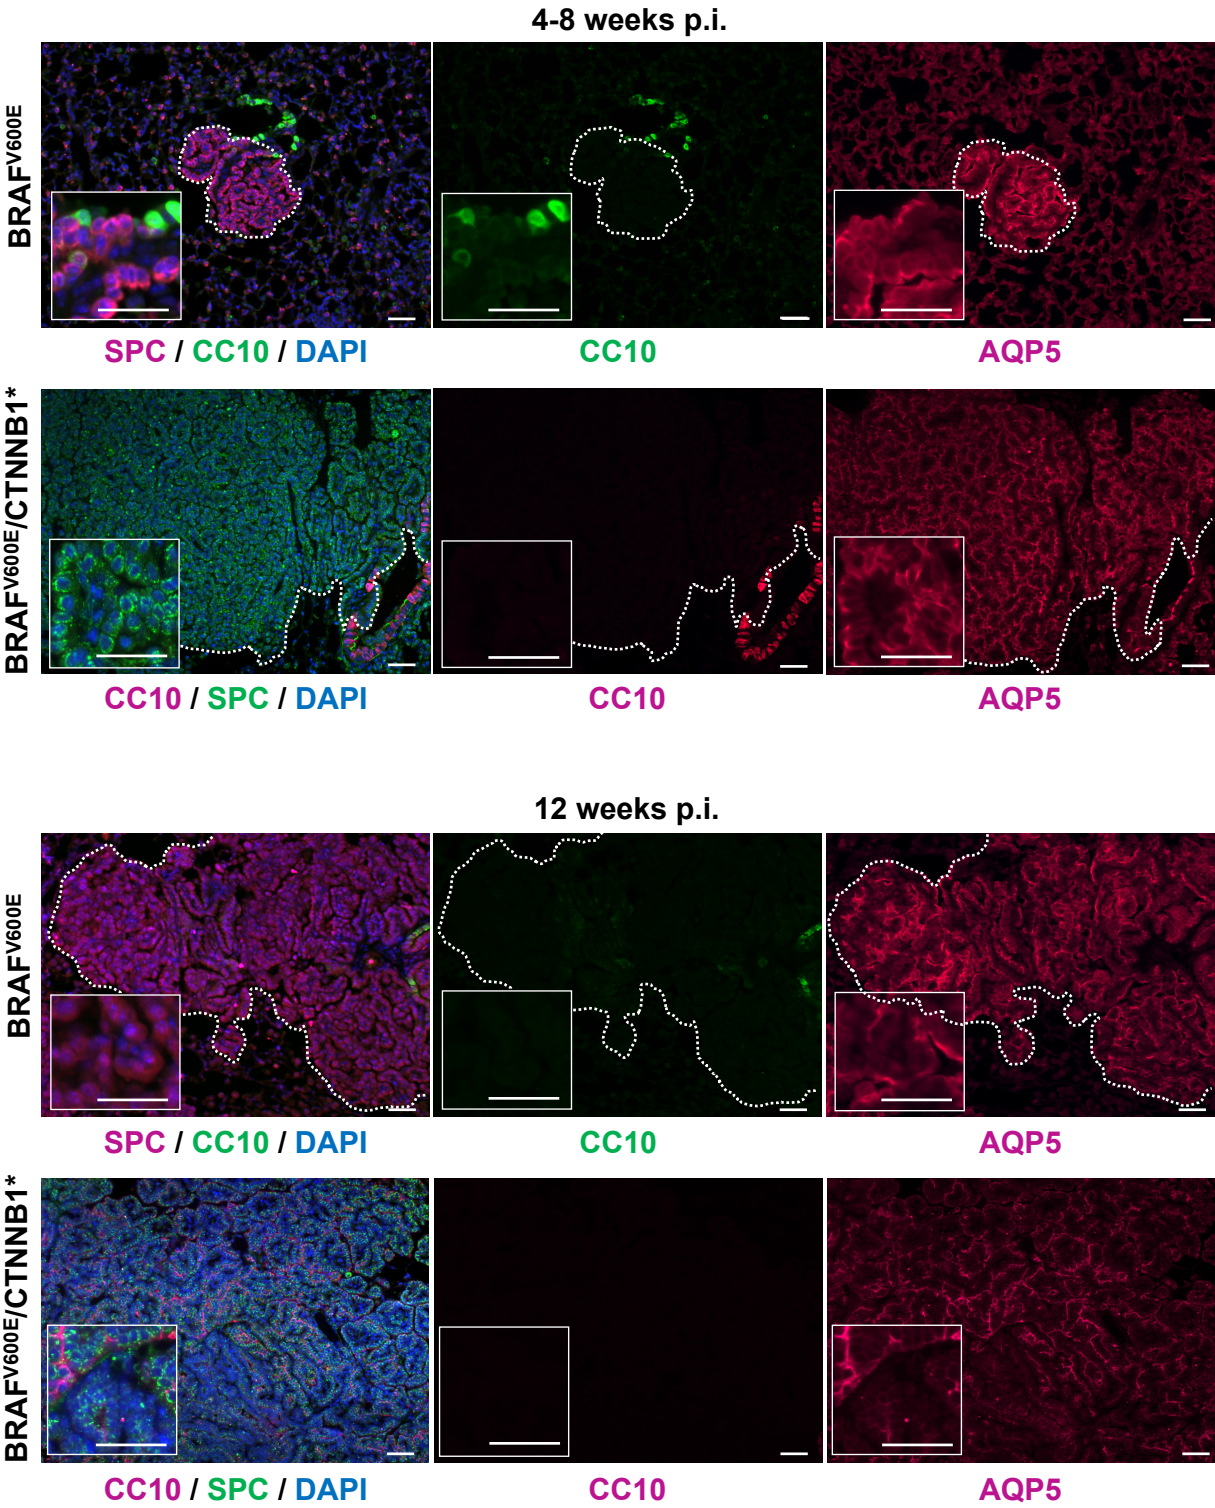 4-8 weeks p.i.
BRAFV600E
SPC / CC10 / DAPI
CC10
AQP5
BRAFV600E/CTNNB1*
CC10 / SPC / DAPI
CC10
AQP5
12 weeks p.i.
BRAFV600E
SPC / CC10 / DAPI
CC10
AQP5
BRAFV600E/CTNNB1*
CC10 / SPC / DAPI
CC10
AQP5